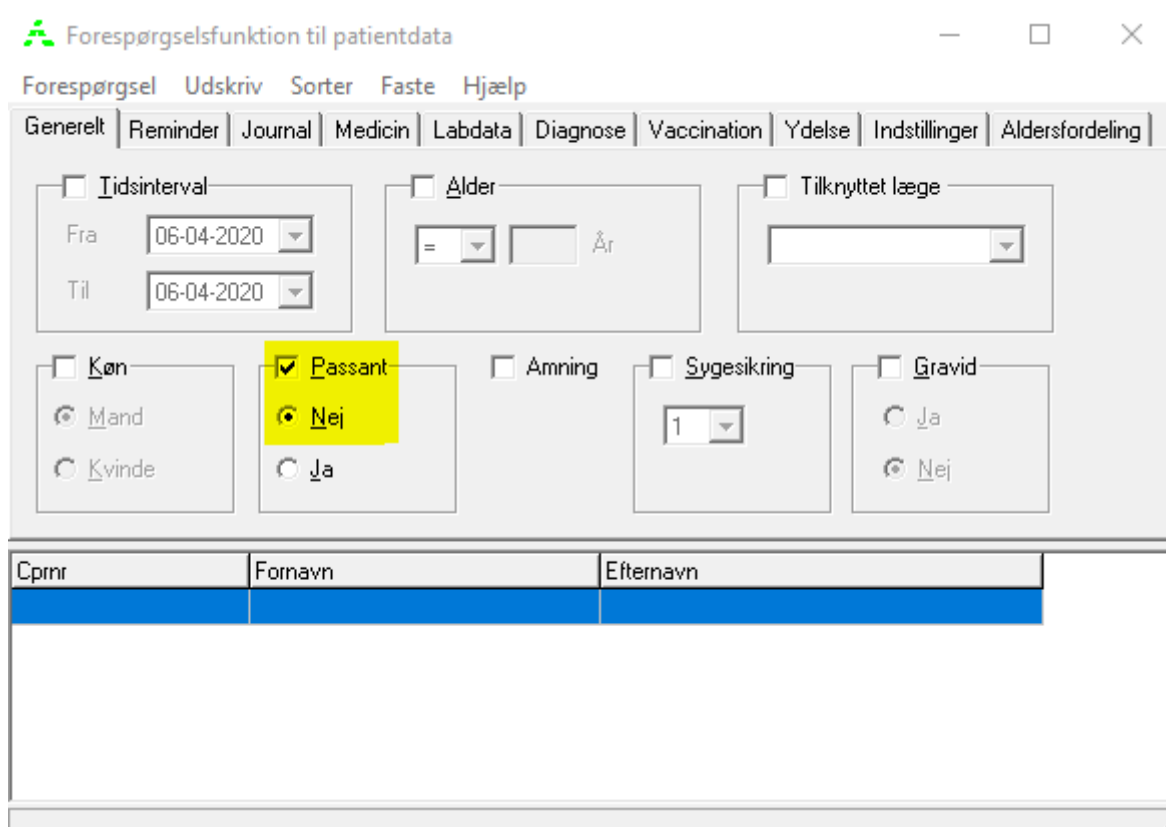 Forespørgselsfunktion til patientdata
Forespørgsel Udskriv Sorter Faste Hjælp
Generelt Reminder Journal Medicin Labdata Diagnose Vaccination Ydelse Indstillinger Aldersfordeling
Tidsinterval Alder Tilknyttet læge
Fra 06-04-2020 = År
Til 06-04-2020
Køn Passant Amning Sygesikring Gravid
Mand Nej 1 Ja
Kvinde Ja Nej
Cprnr Fornavn Efternavn